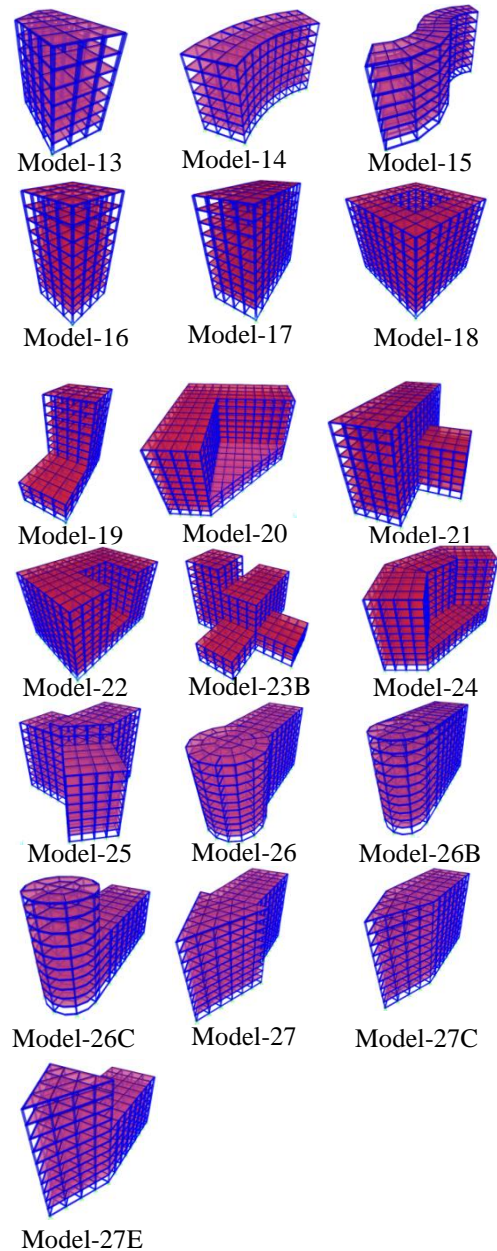 Model-13 Model-14 Model-15
Model-16 Model-17 Model-18
Model-19 Model-20 Model-21
Model-22 Model-23B Model-24
Model-25 Model-26 Model-26B
Model-26C Model-27 Model-27C
Model-27E